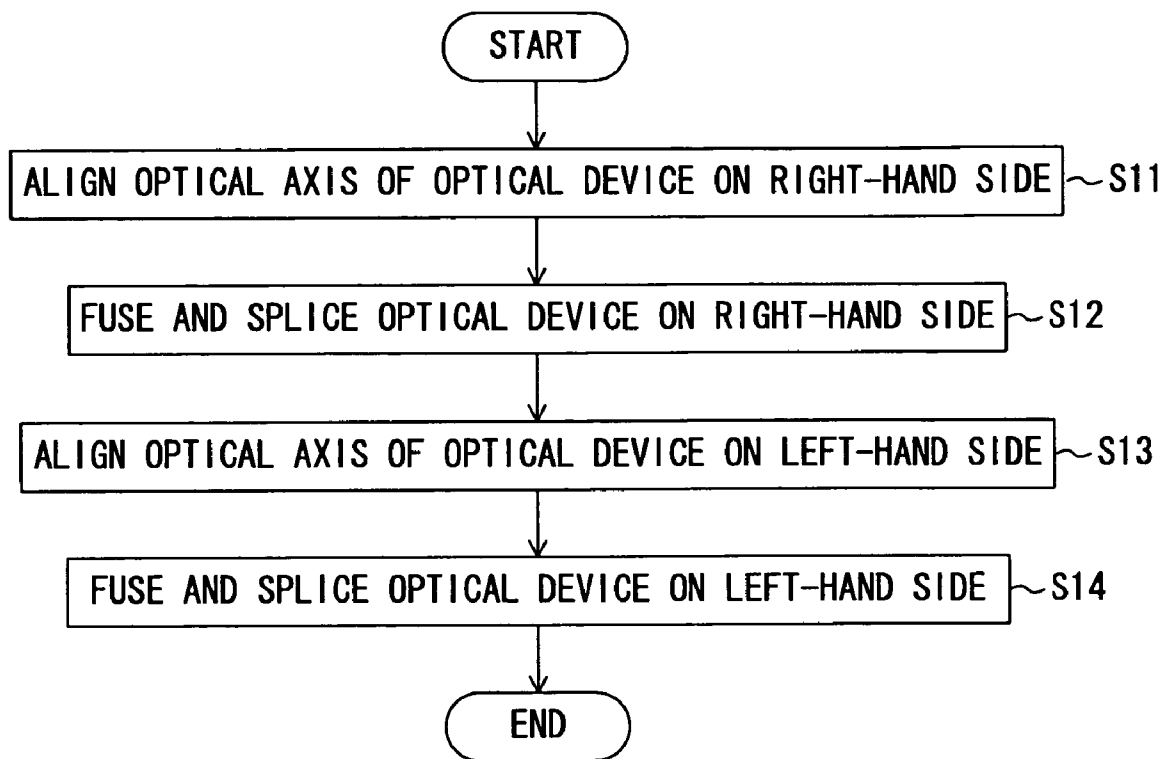 START
ALIGN OPTICAL AXIS OF OPTICAL DEVICE ON RIGHT-HAND SIDE
S11
FUSE AND SPLICE OPTICAL DEVICE ON RIGHT-HAND SIDE
S12
ALIGN OPTICAL AXIS OF OPTICAL DEVICE ON LEFT-HAND SIDE
S13
FUSE AND SPLICE OPTICAL DEVICE ON LEFT-HAND SIDE
S14
END